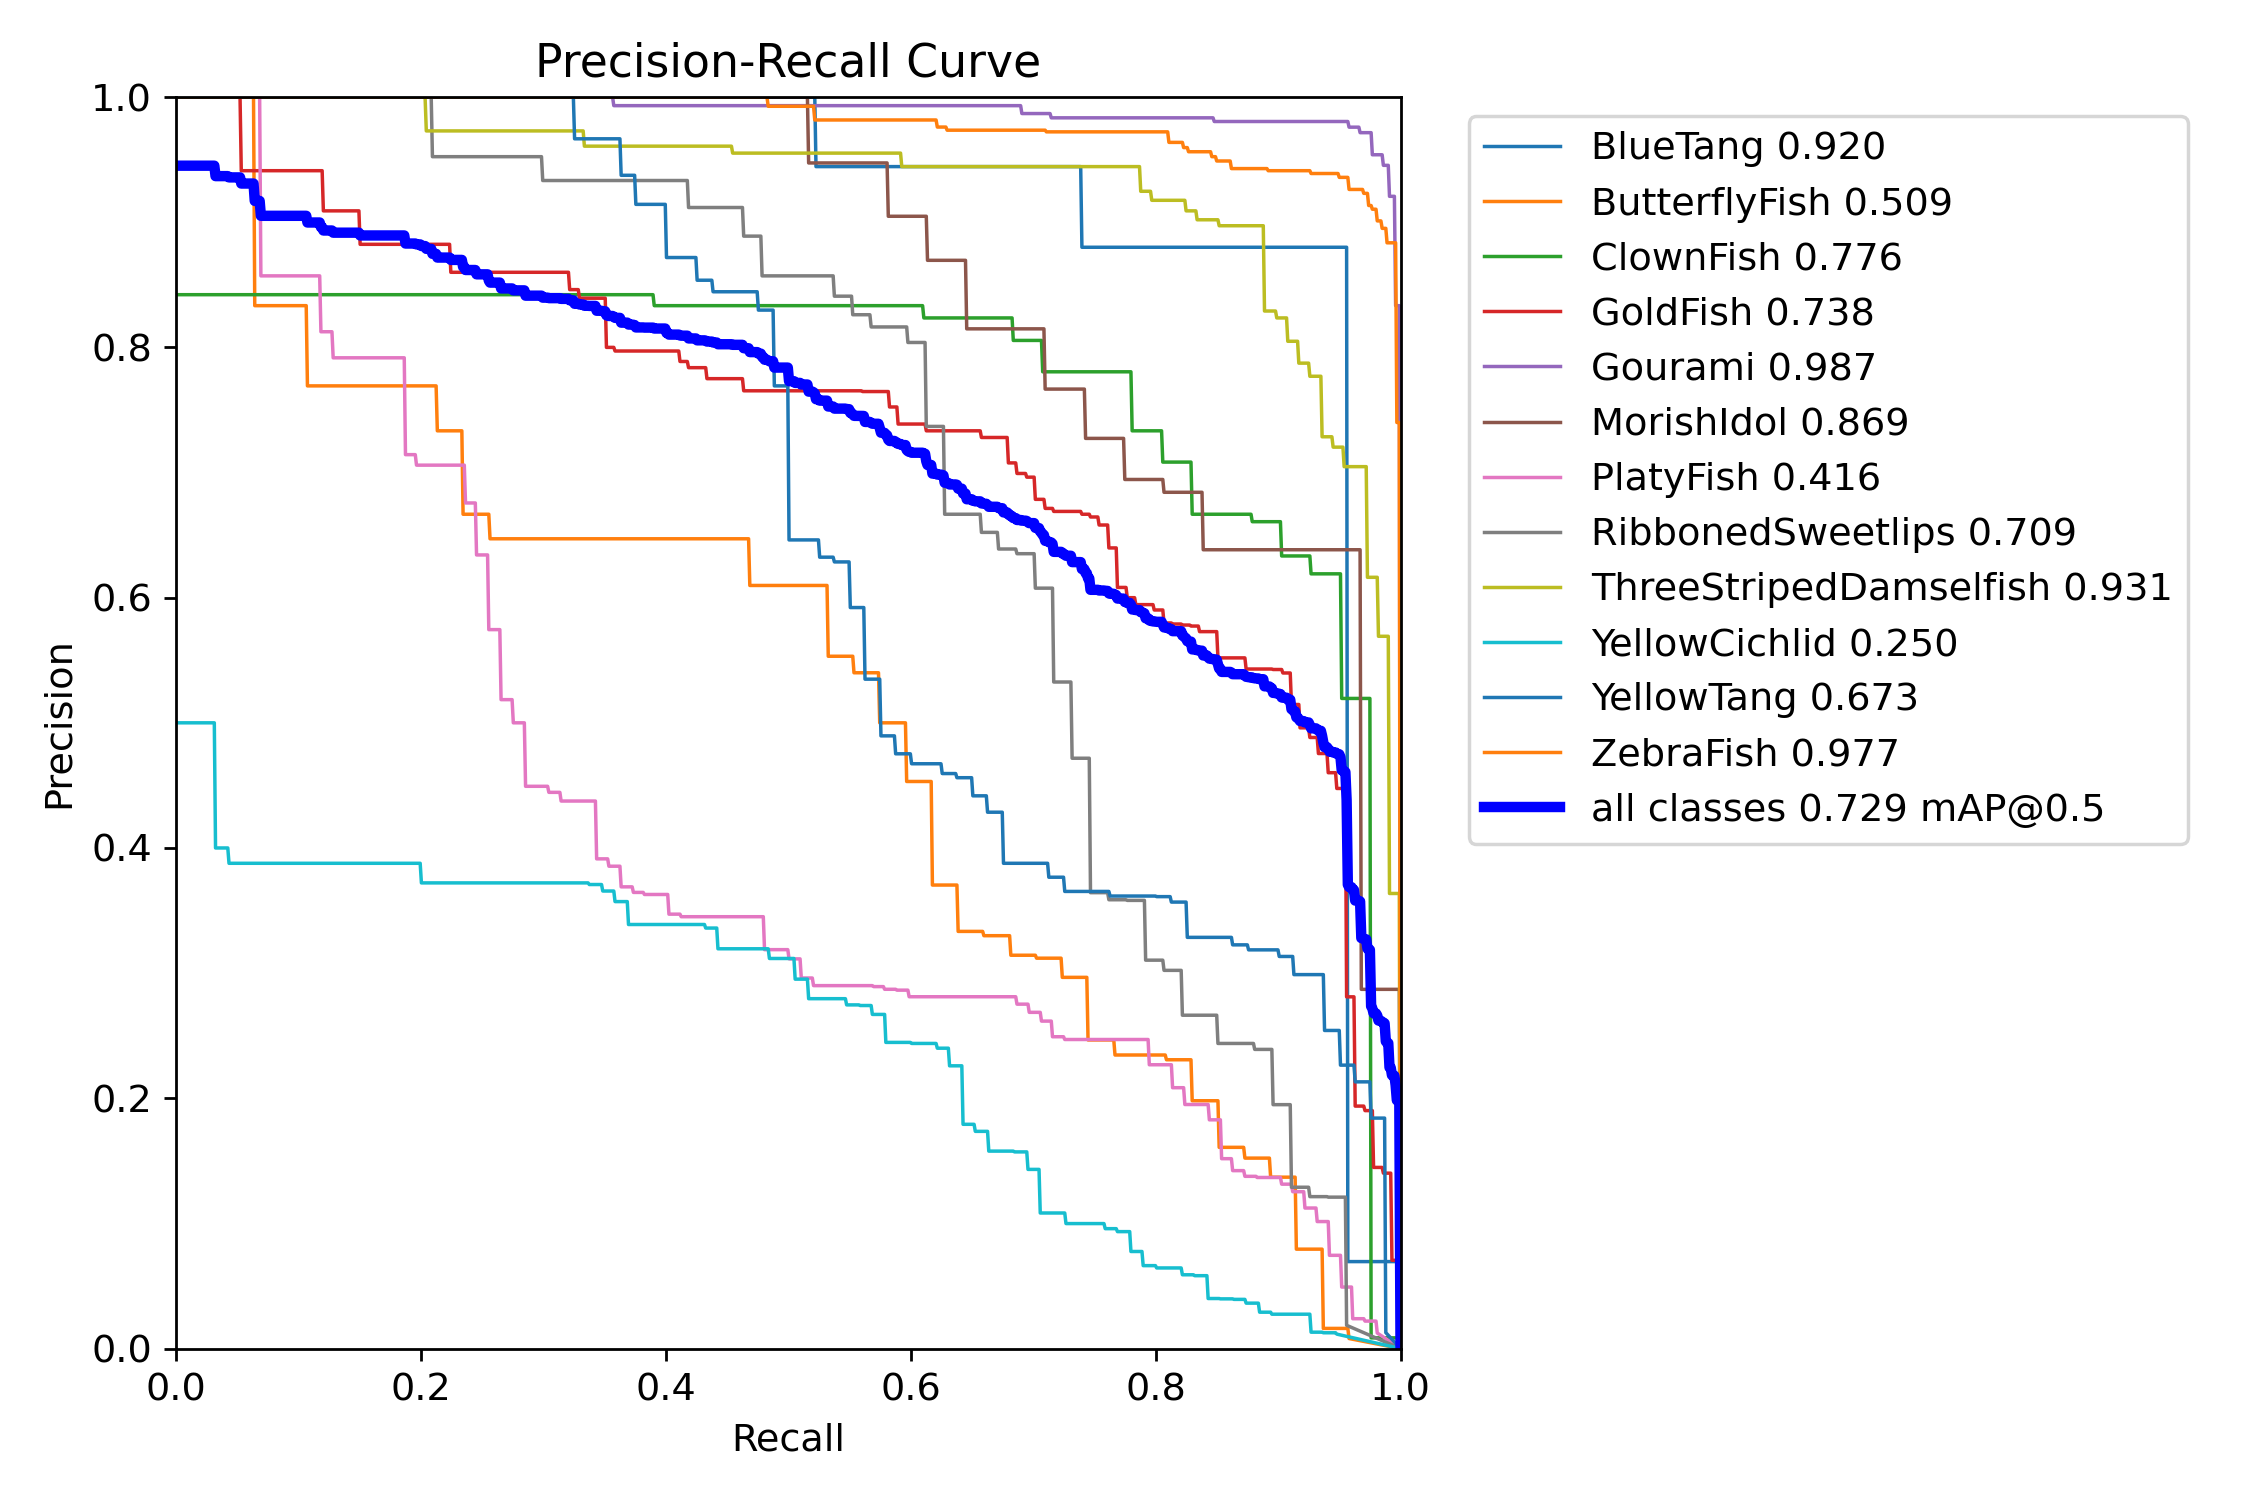 Precision-Recall Curve
1.0
0.8
0.6
0.4
0.2
0.0
Precision
0.0 0.2 0.4 0.6 0.8 1.0
Recall
BlueTang 0.920
ButterflyFish 0.509
ClownFish 0.776
GoldFish 0.738
Gourami 0.987
MorishIdol 0.869
PlatyFish 0.416
RibbonedSweetlips 0.709
ThreeStripedDamselfish 0.931
YellowCichlid 0.250
YellowTang 0.673
ZebraFish 0.977
all classes 0.729 mAP@0.5